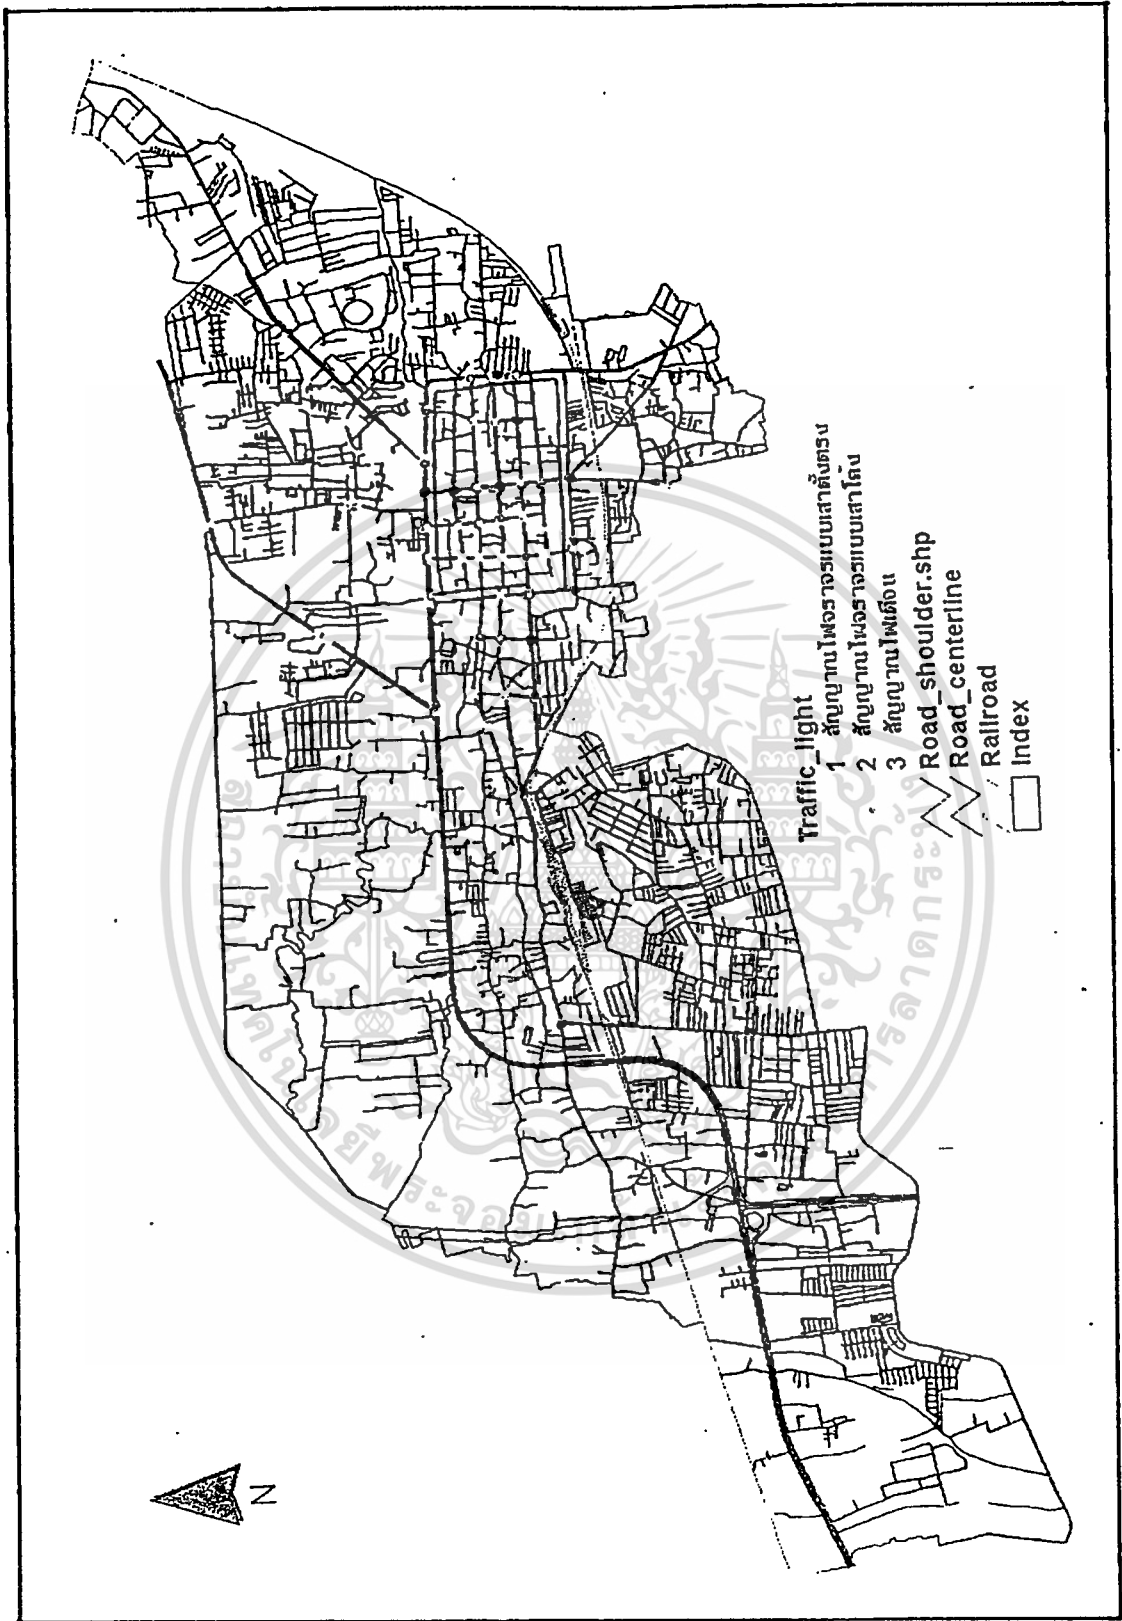 Traffic_light
1 สัญญาณไฟจราจรแบบเสาตั้งตรง
2 สัญญาณไฟจราจรแบบเสาโค้ง
3 สัญญาณไฟเตือน
Road_shoulder.shp
Road_centerline
Railroad
Index
N